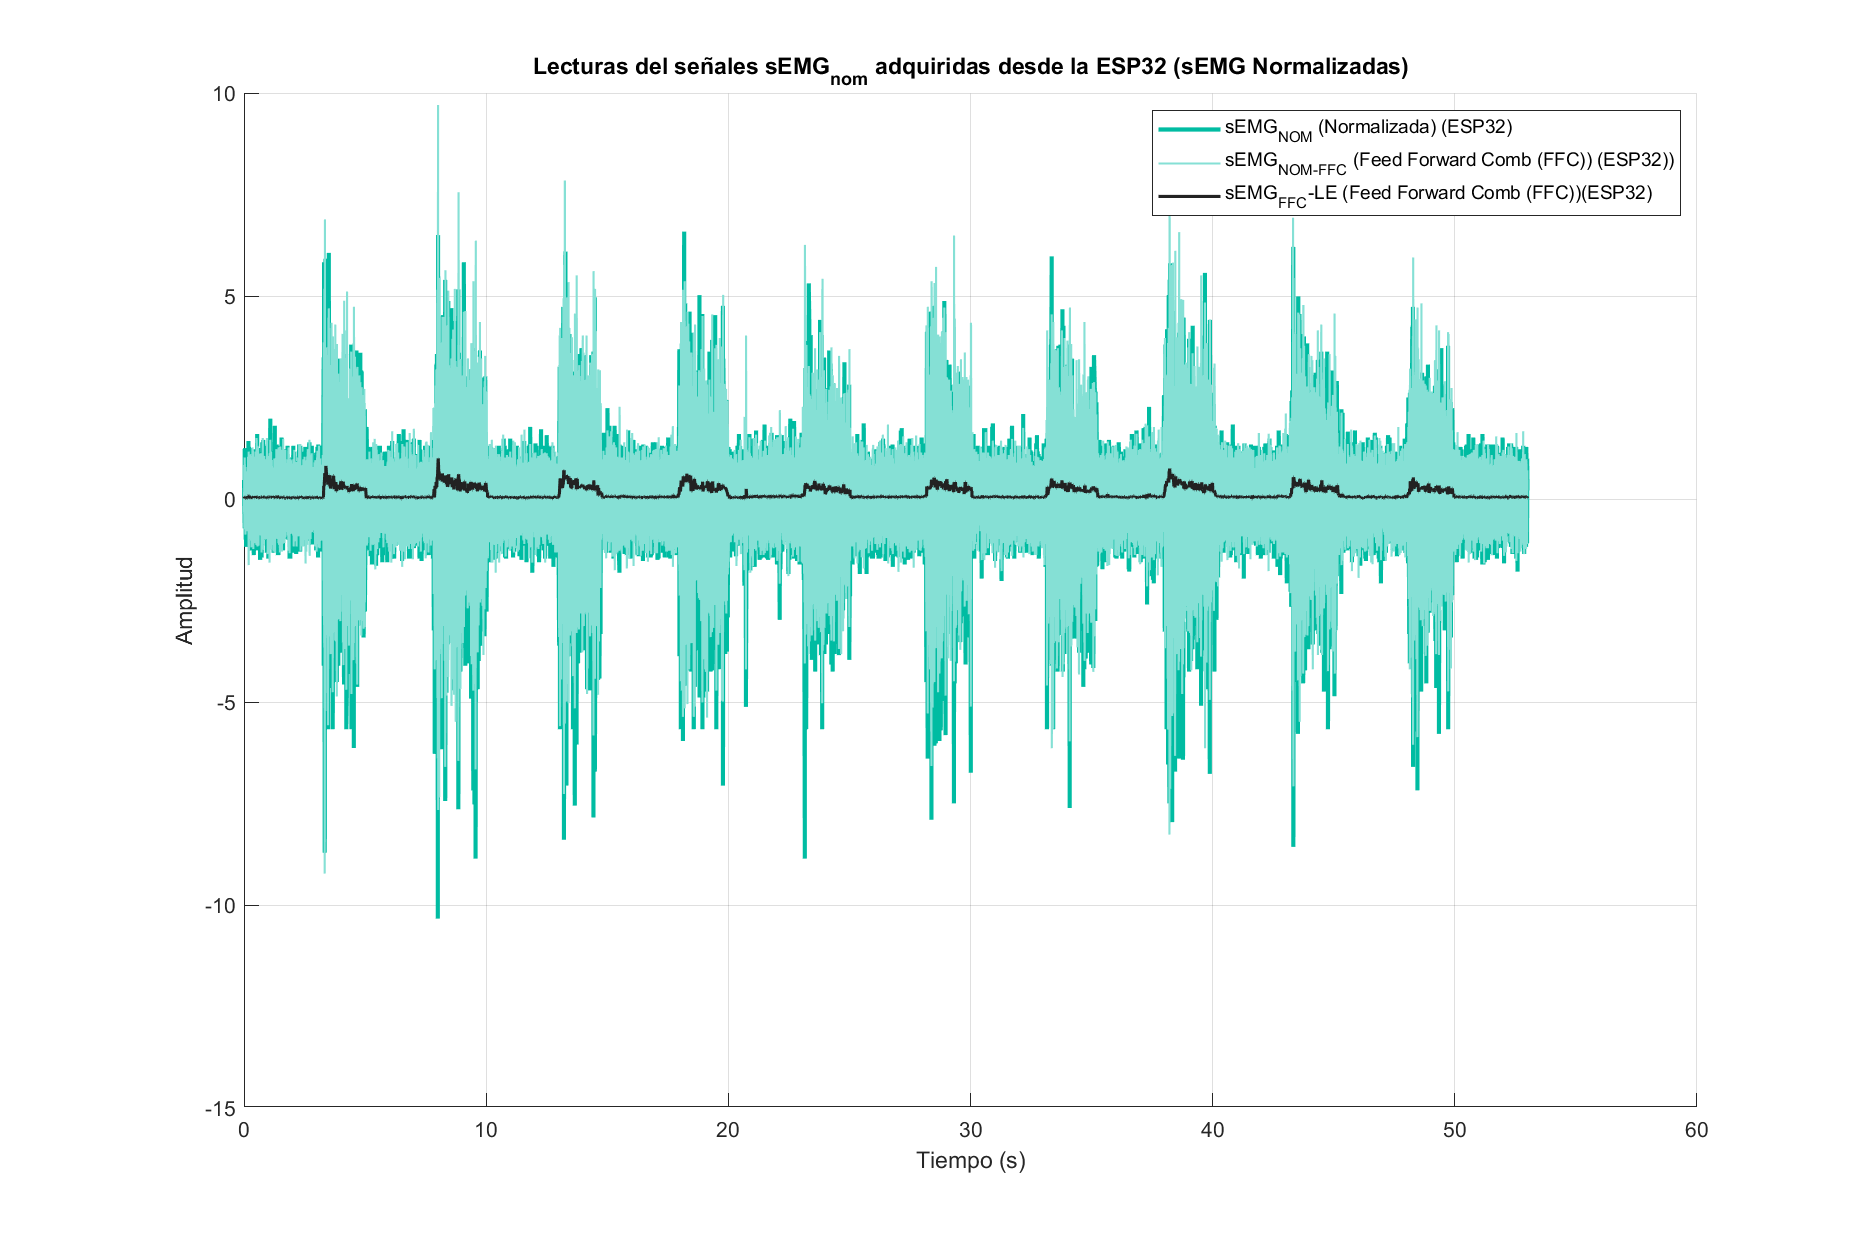 Lecturas del señales sEMGnom adquiridas desde la ESP32 (sEMG Normalizadas)
sEMGNOM (Normalizada) (ESP32)
sEMGNOM-FFC (Feed Forward Comb (FFC)) (ESP32))
sEMGFFC-LE (Feed Forward Comb (FFC))(ESP32)
10
5
0
-5
-10
-15
Amplitud
0 10 20 30 40 50 60
Tiempo (s)